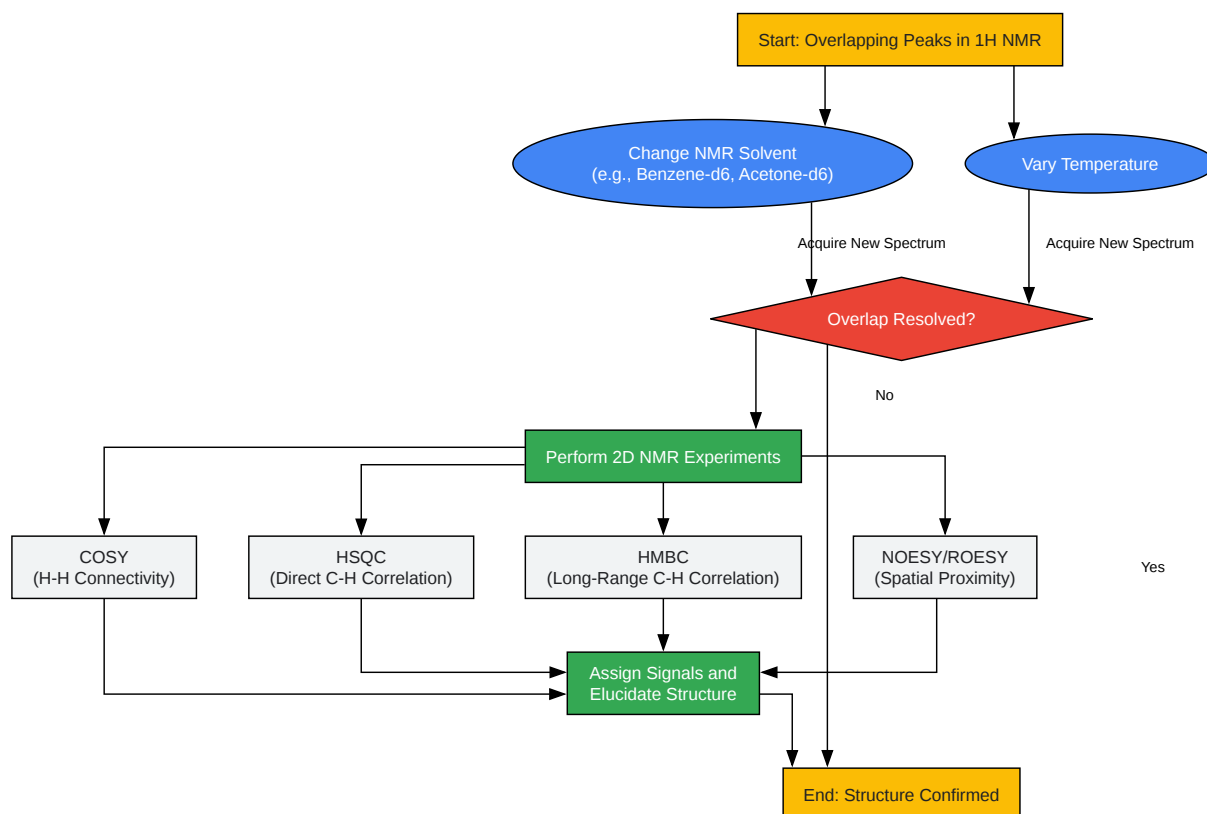 Start: Overlapping Peaks in 1H NMR
Change NMR Solvent
(e.g., Benzene-d6, Acetone-d6)
Vary Temperature
Acquire New Spectrum
Acquire New Spectrum
Overlap Resolved?
No
Perform 2D NMR Experiments
COSY
(H-H Connectivity)
HSQC
(Direct C-H Correlation)
HMBC
(Long-Range C-H Correlation)
NOESY/ROESY
(Spatial Proximity)
Yes
Assign Signals and
Elucidate Structure
End: Structure Confirmed